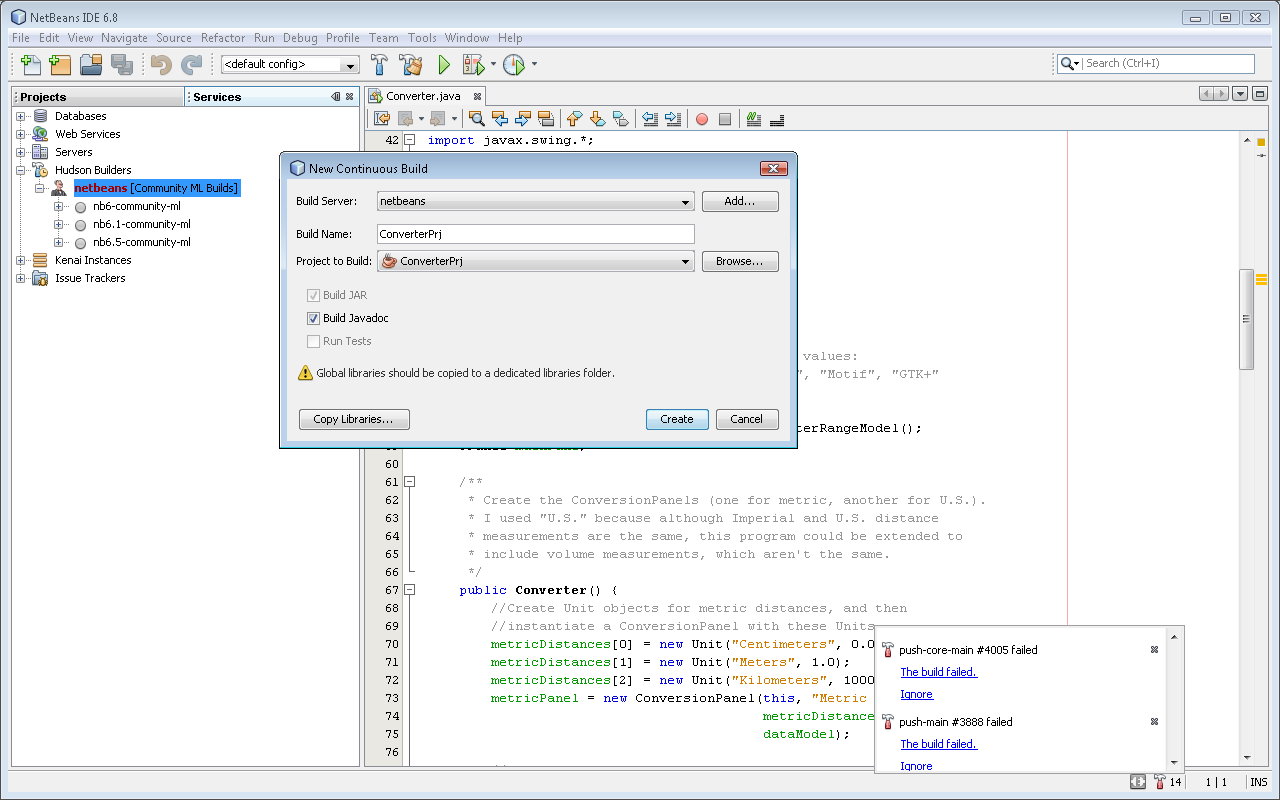 NetBeans IDE 6.8
File Edit View Navigate Source Refactor Run Debug Profile Team Tools Window Help
<default config>
Search (Ctrl+I)
Projects
Services
Databases
Web Services
Servers
Hudson Builders
netbeans [Community ML Builds]
nb6-community-ml
nb6.1-community-ml
nb6.5-community-ml
Kenai Instances
Issue Trackers
Converter.java
42 import javax.swing.*;
New Continuous Build
Build Server: netbeans Add...
Build Name: ConverterPrj
Project to Build: ConverterPrj Browse...
Build JAR
Build Javadoc
Run Tests
Global libraries should be copied to a dedicated libraries folder.
Copy Libraries... Create Cancel
values:
", "Motif", "GTK+"
terRangeModel();
60
61 /**
62 * Create the ConversionPanels (one for metric, another for U.S.).
63 * I used "U.S." because although Imperial and U.S. distance
64 * measurements are the same, this program could be extended to
65 * include volume measurements, which aren't the same.
66 */
67 public Converter() {
68 //Create Unit objects for metric distances, and then
69 //instantiate a ConversionPanel with these Units
70 metricDistances[0] = new Unit("Centimeters", 0.0
71 metricDistances[1] = new Unit("Meters", 1.0);
72 metricDistances[2] = new Unit("Kilometers", 1000
73 metricPanel = new ConversionPanel(this, "Metric
74 metricDistance
75 dataModel);
76
push-core-main #4005 failed
The build failed.
Ignore
push-main #3888 failed
The build failed.
Ignore
14 1 | 1 INS